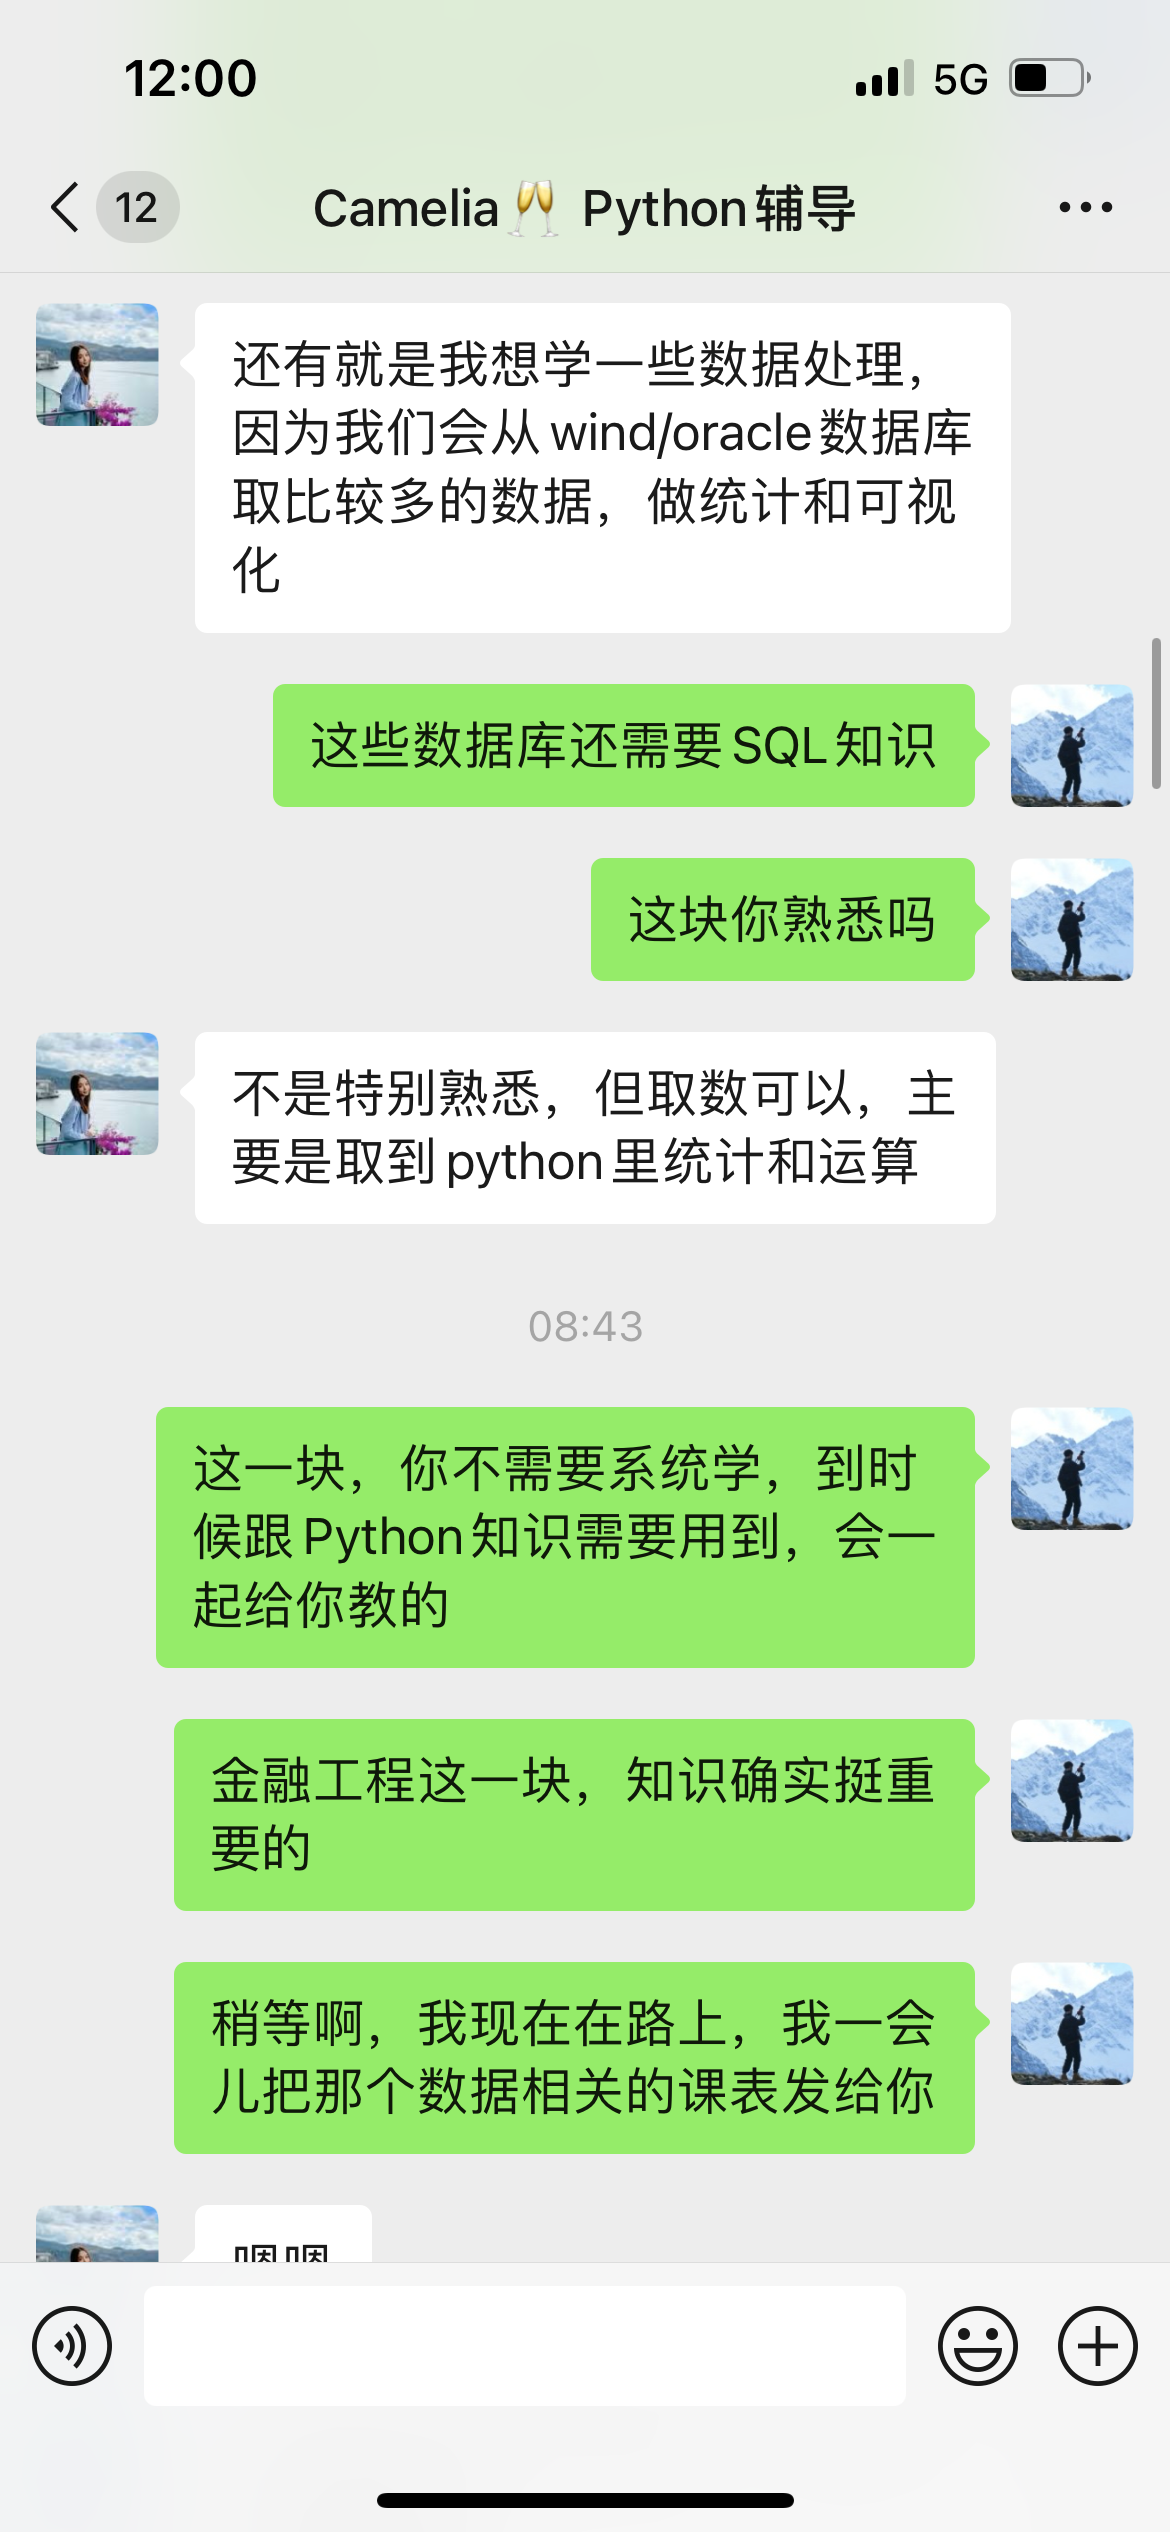 12:00
5G
12
Camelia🥂 Python辅导
还有就是我想学一些数据处理，
因为我们会从wind/oracle数据库
取比较多的数据，做统计和可视
化
这些数据库还需要SQL知识
这块你熟悉吗
不是特别熟悉，但取数可以，主
要是取到python里统计和运算
08:43
这一块，你不需要系统学，到时
候跟Python知识需要用到，会一
起给你教的
金融工程这一块，知识确实挺重
要的
稍等啊，我现在在路上，我一会
儿把那个数据相关的课表发给你